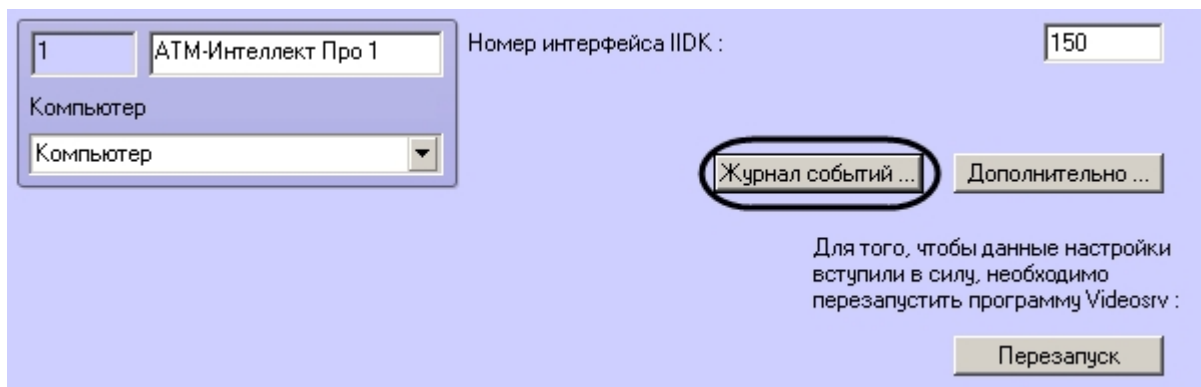 1
АТМ-Интеллект Про 1
Номер интерфейса IIDK :
150
Компьютер
Компьютер
Журнал событий ...
Дополнительно ...
Для того, чтобы данные настройки
вступили в силу, необходимо
перезапустить программу Videosrv :
Перезапуск